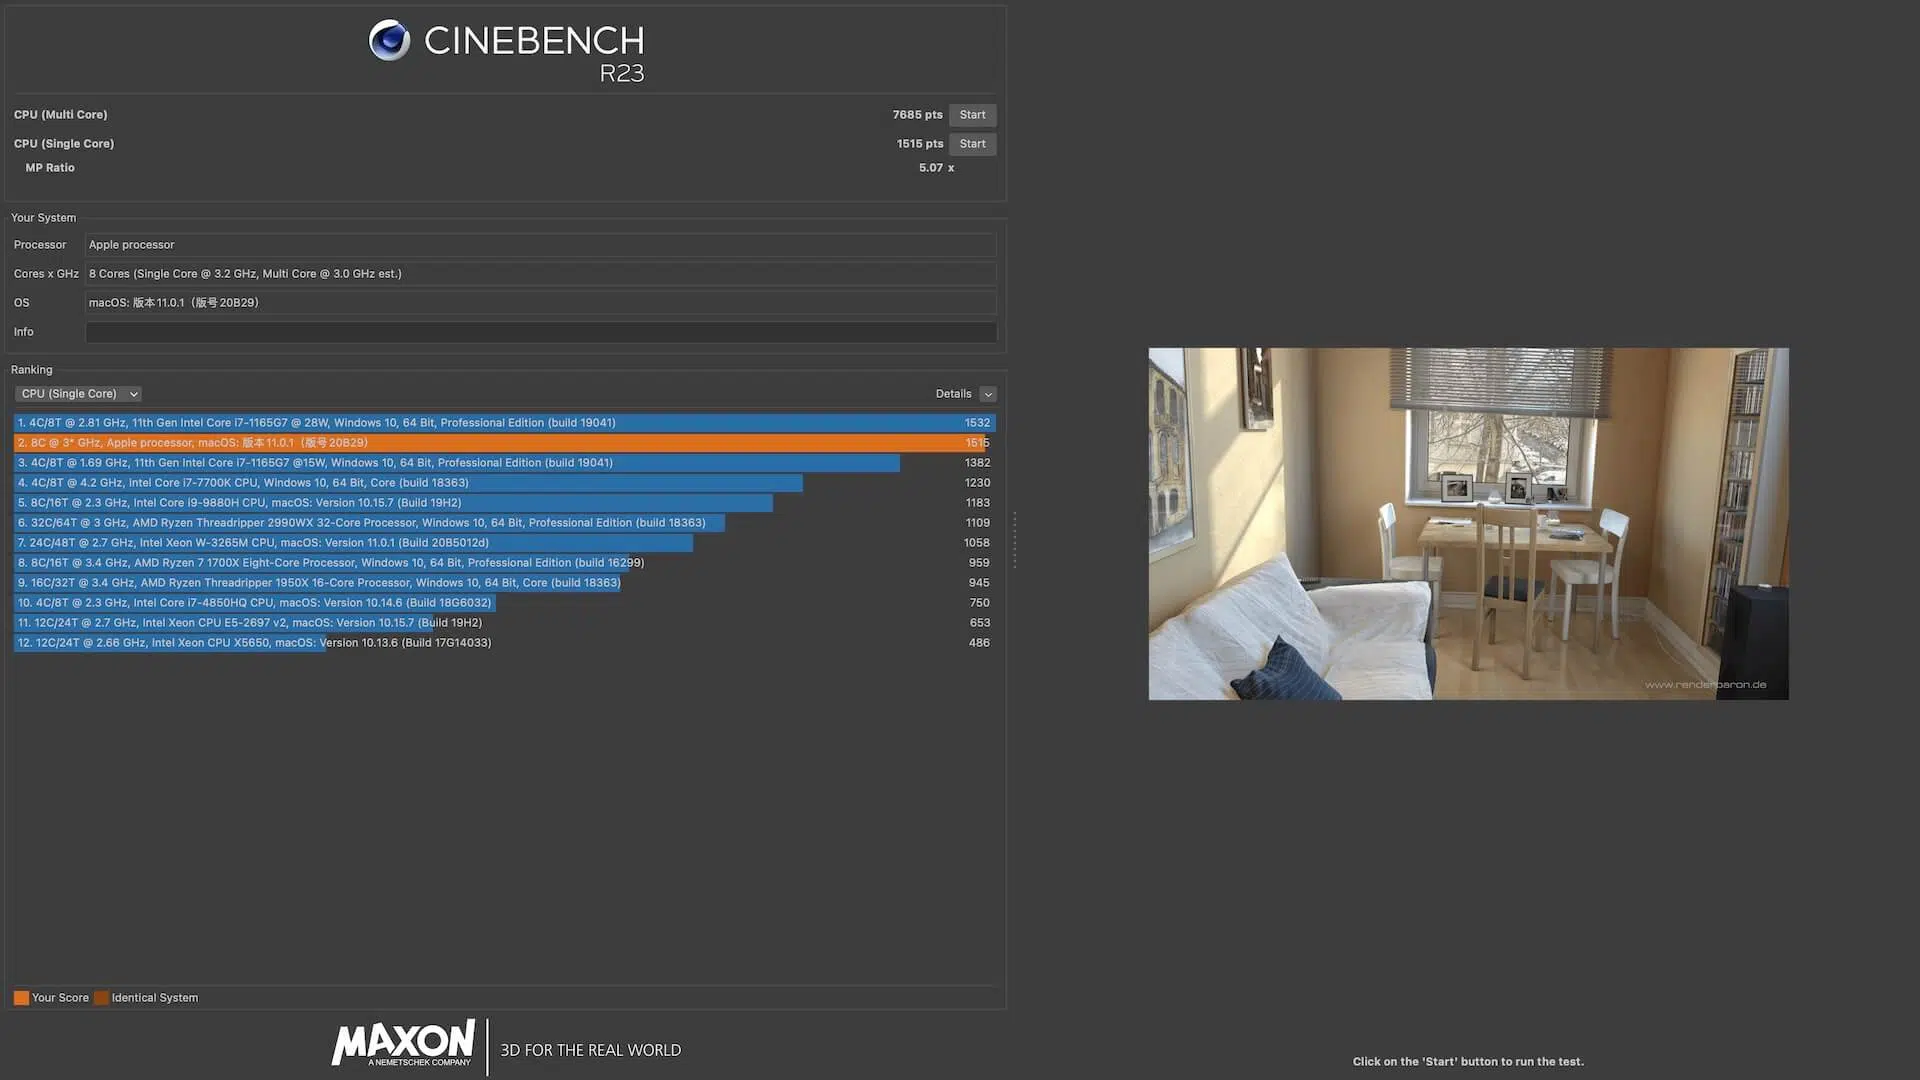 CINEBENCH
R23
CPU (Multi Core) 7685 pts Start
CPU (Single Core) 1515 pts Start
MP Ratio 5.07 x
Your System
Processor Apple processor
Cores x GHz 8 Cores (Single Core @ 3.2 GHz, Multi Core @ 3.0 GHz est.)
OS macOS: 版本11.0.1（版号20B29）
Info
Ranking
CPU (Single Core) Details
1. 4C/8T @ 2.81 GHz, 11th Gen Intel Core i7-1165G7 @ 28W, Windows 10, 64 Bit, Professional Edition (build 19041) 1532
2. 8C @ 3* GHz, Apple processor, macOS: 版本11.0.1（版号20B29） 1515
3. 4C/8T @ 1.69 GHz, 11th Gen Intel Core i7-1165G7 @15W, Windows 10, 64 Bit, Professional Edition (build 19041) 1382
4. 4C/8T @ 4.2 GHz, Intel Core i7-7700K CPU, Windows 10, 64 Bit, Core (build 18363) 1230
5. 8C/16T @ 2.3 GHz, Intel Core i9-9880H CPU, macOS: Version 10.15.7 (Build 19H2) 1183
6. 32C/64T @ 3 GHz, AMD Ryzen Threadripper 2990WX 32-Core Processor, Windows 10, 64 Bit, Professional Edition (build 18363) 1109
7. 24C/48T @ 2.7 GHz, Intel Xeon W-3265M CPU, macOS: Version 11.0.1 (Build 20B5012d) 1058
8. 8C/16T @ 3.4 GHz, AMD Ryzen 7 1700X Eight-Core Processor, Windows 10, 64 Bit, Professional Edition (build 16299) 959
9. 16C/32T @ 3.4 GHz, AMD Ryzen Threadripper 1950X 16-Core Processor, Windows 10, 64 Bit, Core (build 18363) 945
10. 4C/8T @ 2.3 GHz, Intel Core i7-4850HQ CPU, macOS: Version 10.14.6 (Build 18G6032) 750
11. 12C/24T @ 2.7 GHz, Intel Xeon CPU E5-2697 v2, macOS: Version 10.15.7 (Build 19H2) 653
12. 12C/24T @ 2.66 GHz, Intel Xeon CPU X5650, macOS: Version 10.13.6 (Build 17G14033) 486
www.renderbaron.de
Your Score Identical System
MAXON
A NEMETSCHEK COMPANY
3D FOR THE REAL WORLD
Click on the 'Start' button to run the test.